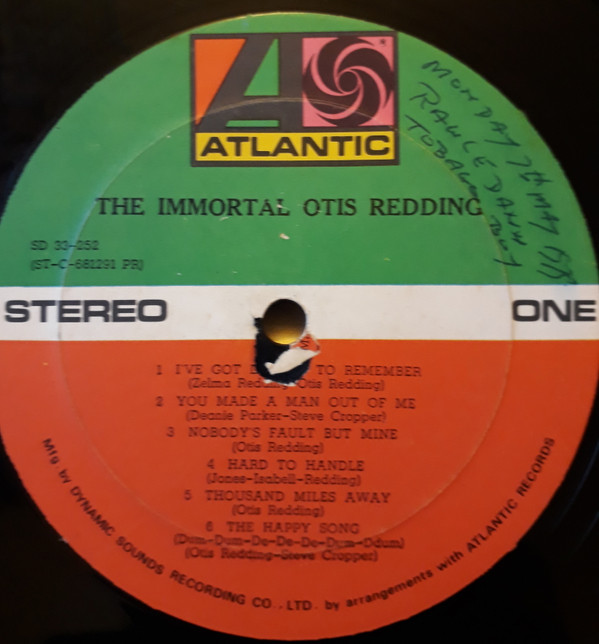 ATLANTIC
THE IMMORTAL OTIS REDDING
MONDAY
TOBAGO
SD 33-252
(ST-C-681291 PR)
STEREO
ONE
1 I'VE GOT TO REMEMBER
(Zelma Redding-Otis Redding)
2 YOU MADE A MAN OUT OF ME
(Deanie Parker-Steve Cropper)
3 NOBODY'S FAULT BUT MINE
(Otis Redding)
4 HARD TO HANDLE
(Jones-Isabell-Redding)
5 THOUSAND MILES AWAY
(Otis Redding)
6 THE HAPPY SONG
(Dum-Dum-De-De-De-Dum-Ddum)
(Otis Redding-Steve Cropper)
Mfg by DYNAMIC SOUNDS RECORDING CO., LTD. by arrangements with ATLANTIC RECORDS